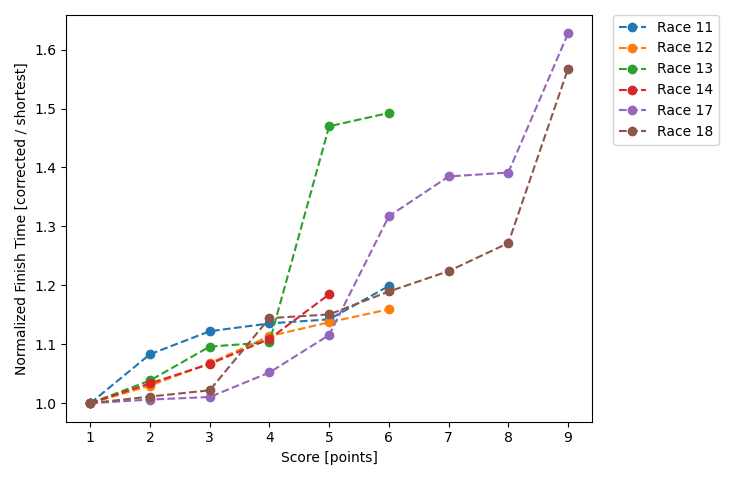 Normalized Finish Time [corrected / shortest]
1.6
1.5
1.4
1.3
1.2
1.1
1.0
1 2 3 4 5 6 7 8 9
Score [points]
Race 11
Race 12
Race 13
Race 14
Race 17
Race 18